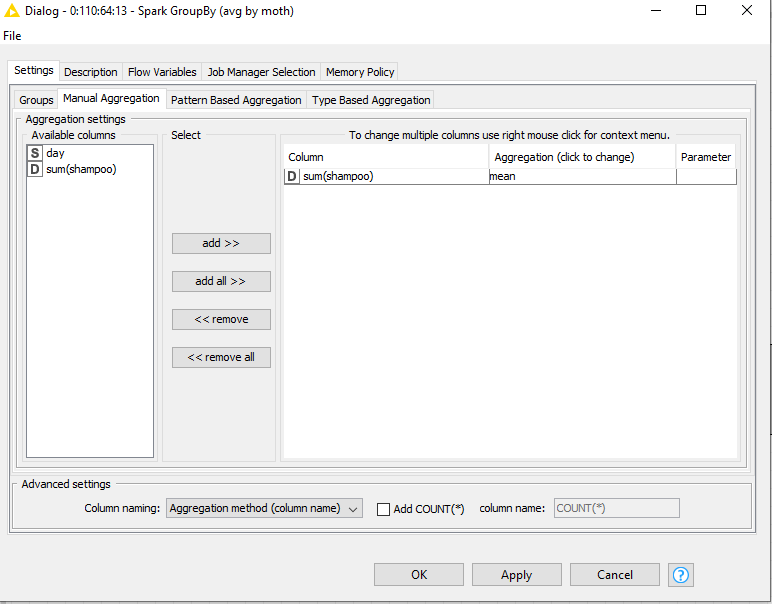 Dialog - 0:110:64:13 - Spark GroupBy (avg by moth)
File
Settings Description Flow Variables Job Manager Selection Memory Policy
Groups Manual Aggregation Pattern Based Aggregation Type Based Aggregation
Aggregation settings
Available columns
S day
D sum(shampoo)
Select
add >>
add all >>
<< remove
<< remove all
To change multiple columns use right mouse click for context menu.
Column Aggregation (click to change) Parameter
D sum(shampoo) mean
Advanced settings
Column naming: Aggregation method (column name) Add COUNT(*) column name: COUNT(*)
OK Apply Cancel ?